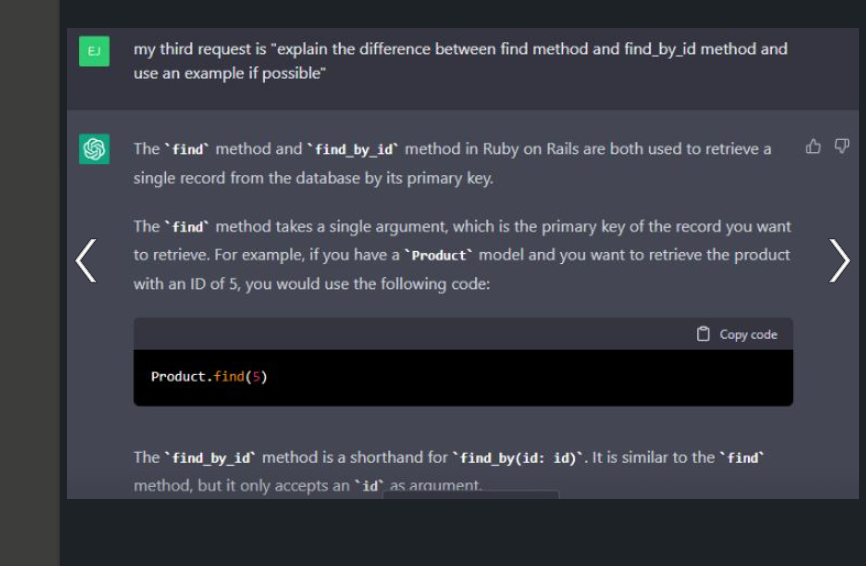 EJ
my third request is "explain the difference between find method and find_by_id method and
use an example if possible"
The `find` method and `find_by_id` method in Ruby on Rails are both used to retrieve a
single record from the database by its primary key.
The `find` method takes a single argument, which is the primary key of the record you want
to retrieve. For example, if you have a `Product` model and you want to retrieve the product
with an ID of 5, you would use the following code:
Copy code
Product.find(5)
The `find_by_id` method is a shorthand for `find_by(id: id)`. It is similar to the `find`
method, but it only accepts an `id` as argument.